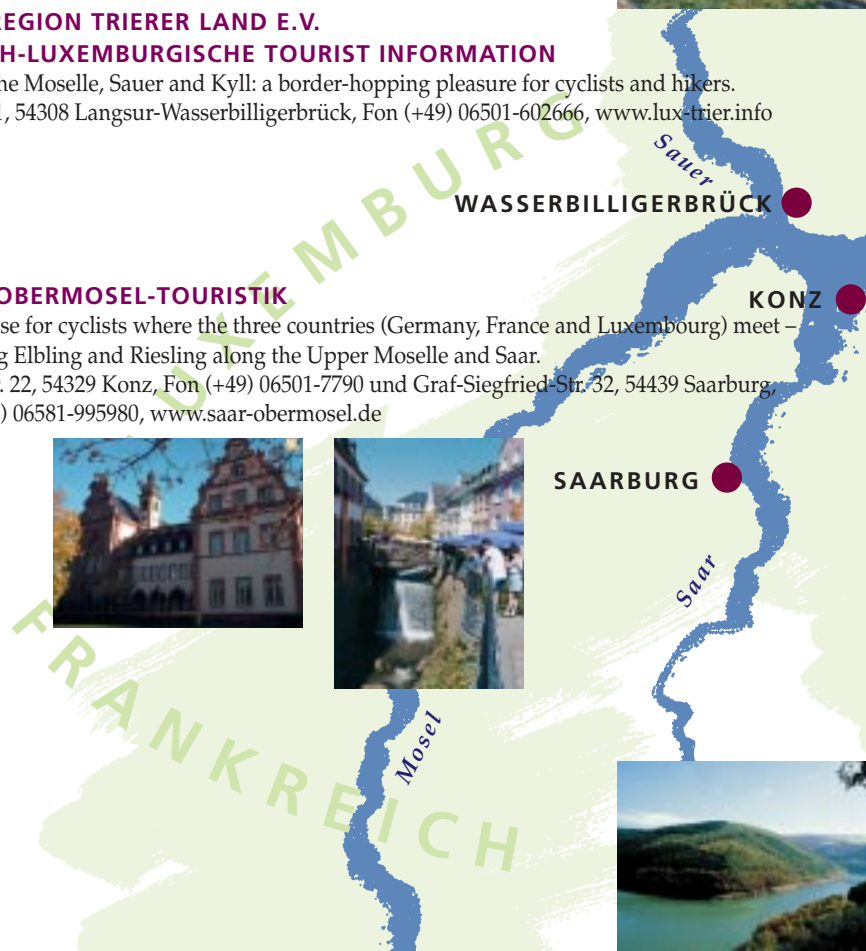 REGION TRIERER LAND E.V.
H-LUXEMBURGISCHE TOURIST INFORMATION
he Moselle, Sauer and Kyll: a border-hopping pleasure for cyclists and hikers.
1, 54308 Langsur-Wasserbilligerbrück, Fon (+49) 06501-602666, www.lux-trier.info
LUXEMBURG
Sauer
WASSERBILLIGERBRÜCK
OBERMOSEL-TOURISTIK
KONZ
se for cyclists where the three countries (Germany, France and Luxembourg) meet –
g Elbling and Riesling along the Upper Moselle and Saar.
. 22, 54329 Konz, Fon (+49) 06501-7790 und Graf-Siegfried-Str. 32, 54439 Saarburg,
) 06581-995980, www.saar-obermosel.de
SAARBURG
Saar
FRANKREICH
Mosel